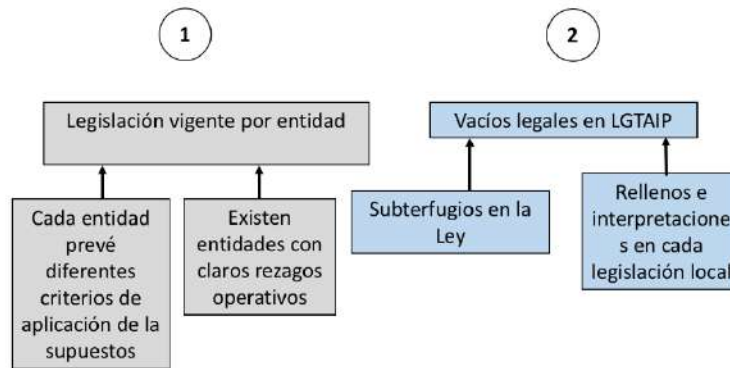 1
2
Legislación vigente por entidad
Vacíos legales en LGTAIP
Cada entidad
prevé
diferentes
criterios de
aplicación de la
supuestos
Existen
entidades con
claros rezagos
operativos
Subterfugios en la
Ley
Rellenos e
interpretacione
s en cada
legislación local